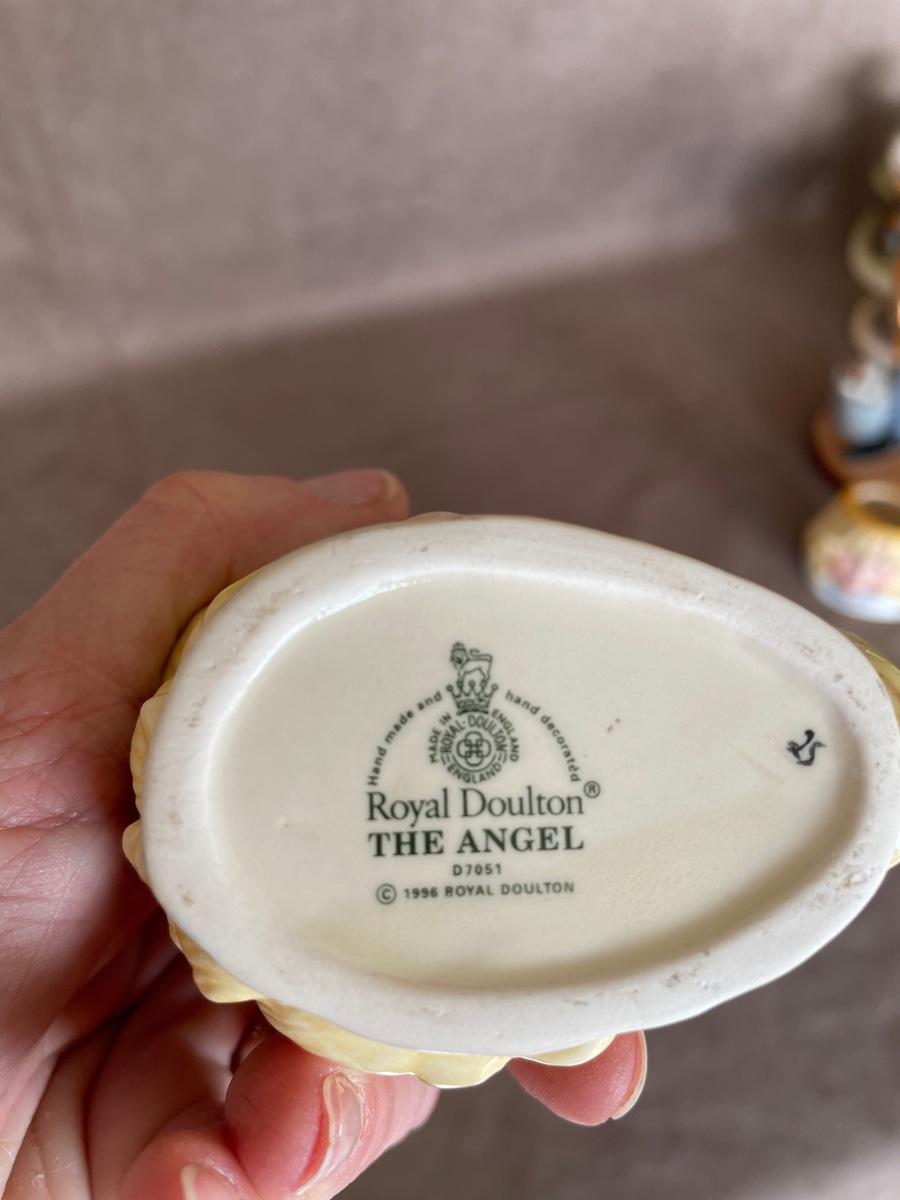 Hand made and hand decorated
MADE IN ENGLAND
ROYAL·DOULTON
ENGLAND
Royal Doulton®
THE ANGEL
D7051
© 1996 ROYAL DOULTON